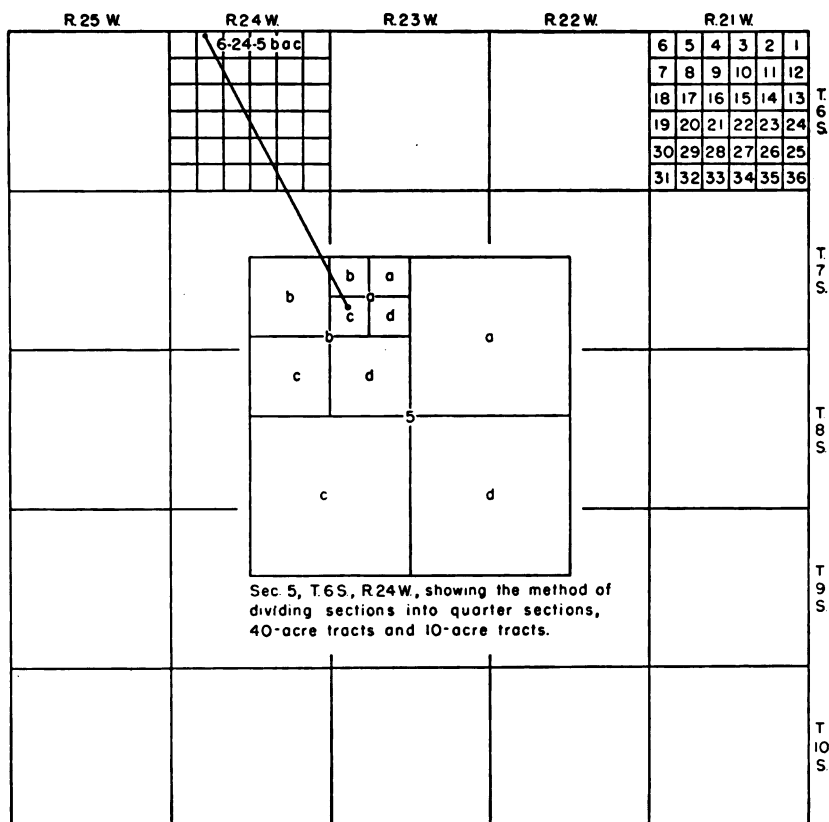 R.25 W. R.24 W. R.23 W. R.22 W. R.21 W.
6-24-5 bac
6 5 4 3 2 1
7 8 9 10 11 12
18 17 16 15 14 13
19 20 21 22 23 24
30 29 28 27 26 25
31 32 33 34 35 36
T.
6
S.
T.
7
S.
b a
b a
c d
b a
c d
5
T.
8
S.
c d
Sec. 5, T.6S., R.24W., showing the method of
dividing sections into quarter sections,
40-acre tracts and 10-acre tracts.
T
9
S.
T
10
S.